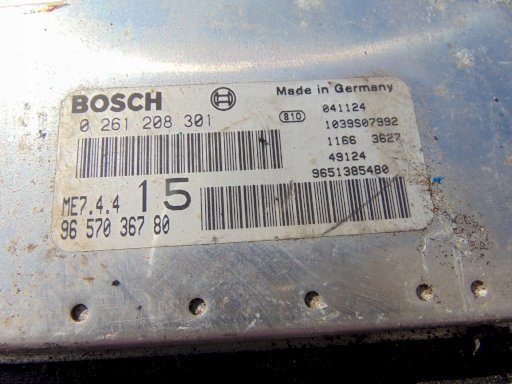 BOSCH
Made in Germany
0 261 208 301
B10
041124
1039S07992
1166 3627
49124
9651385480
ME7.4.4 15
96 570 367 80